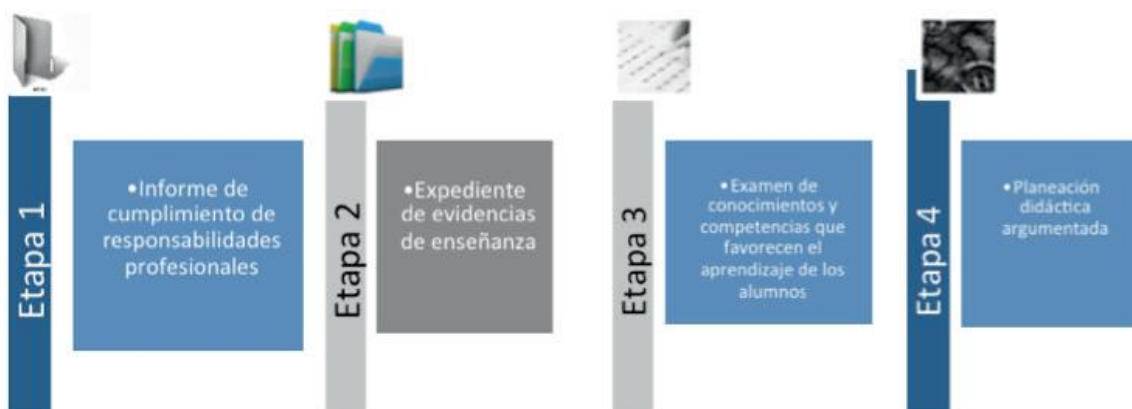 Etapa 1
•Informe de
cumplimiento de
responsabilidades
profesionales
Etapa 2
•Expediente
de evidencias
de enseñanza
Etapa 3
•Examen de
conocimientos y
competencias que
favorecen el
aprendizaje de los
alumnos
Etapa 4
•Planeación
didáctica
argumentada